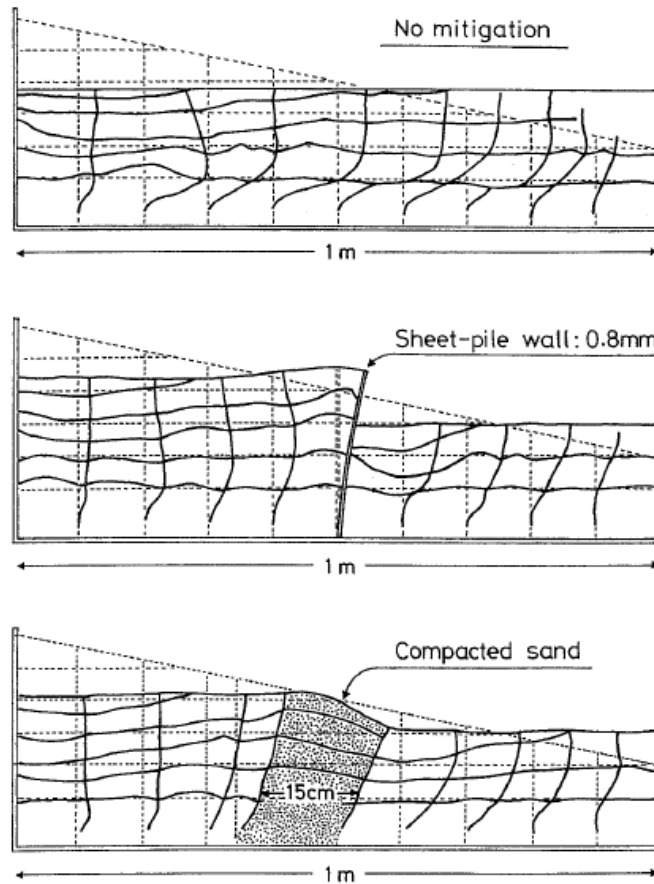 No mitigation
1 m
Sheet-pile wall: 0.8mm
1 m
Compacted sand
15cm
1 m